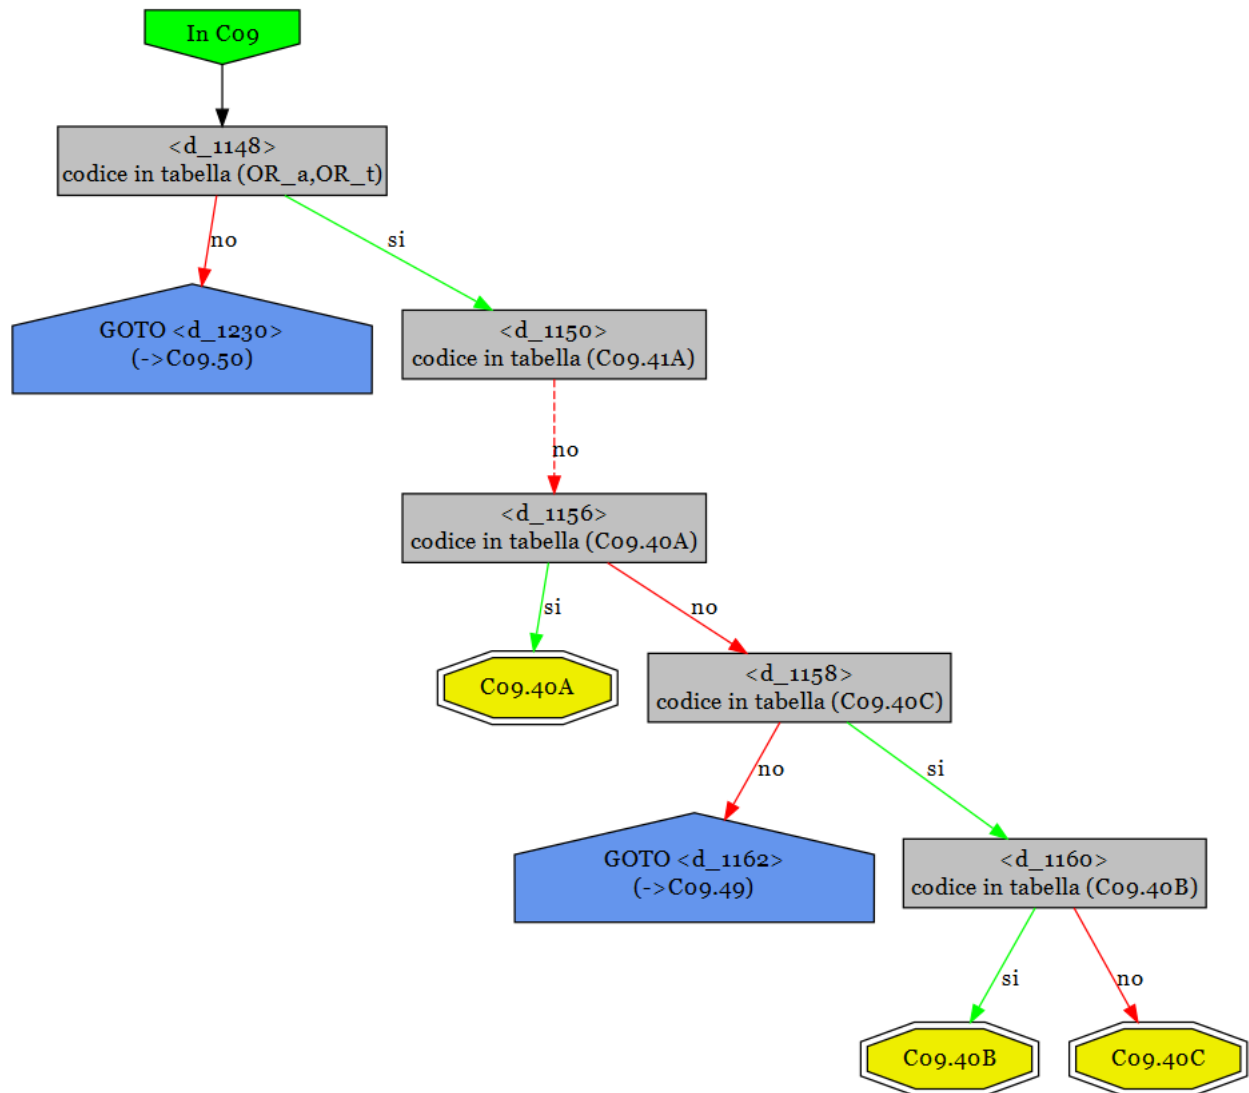 In C09
<d_1148>
codice in tabella (OR_a,OR_t)
no
si
GOTO <d_1230>
(->C09.50)
<d_1150>
codice in tabella (C09.41A)
no
<d_1156>
codice in tabella (C09.40A)
si
no
C09.40A
<d_1158>
codice in tabella (C09.40C)
no
si
GOTO <d_1162>
(->C09.49)
<d_1160>
codice in tabella (C09.40B)
si
no
C09.40B
C09.40C